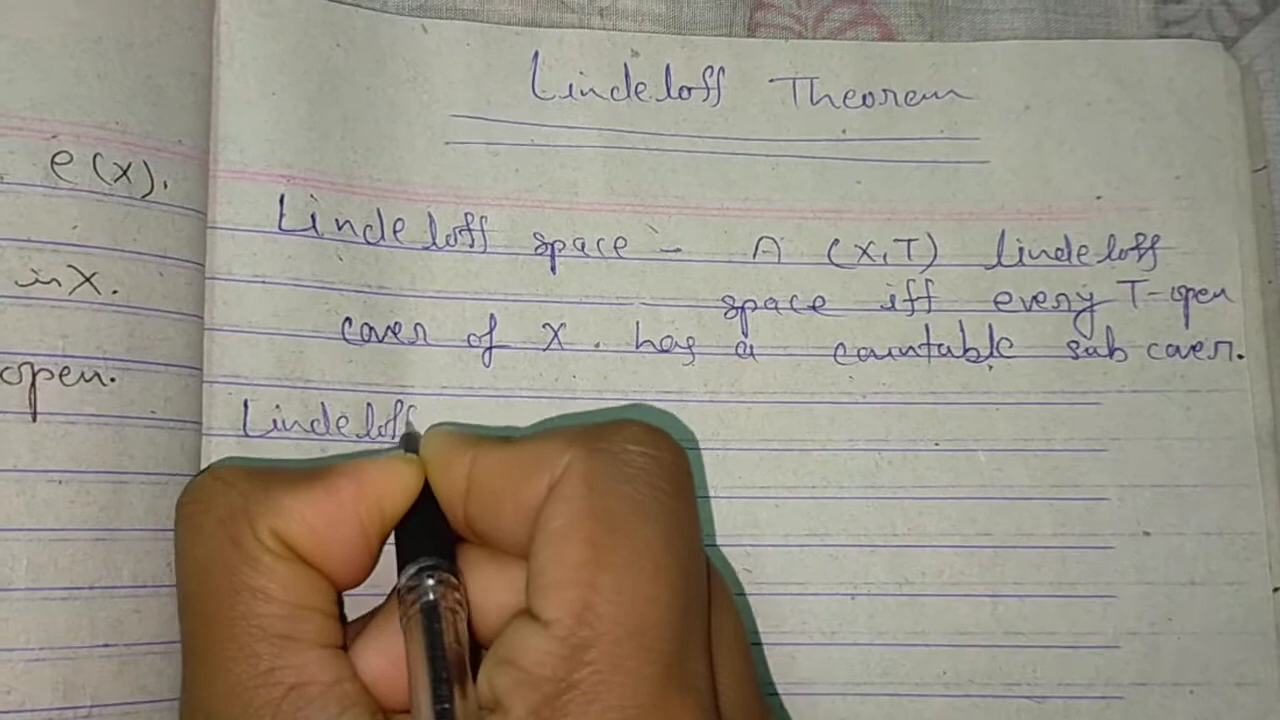 Lindeloff Theorem
e(X).
in X.
open.
Lindeloff space :- A (X,T) lindeloff
space iff every T-open
cover of X . has a countable sub cover.
Lindeloff